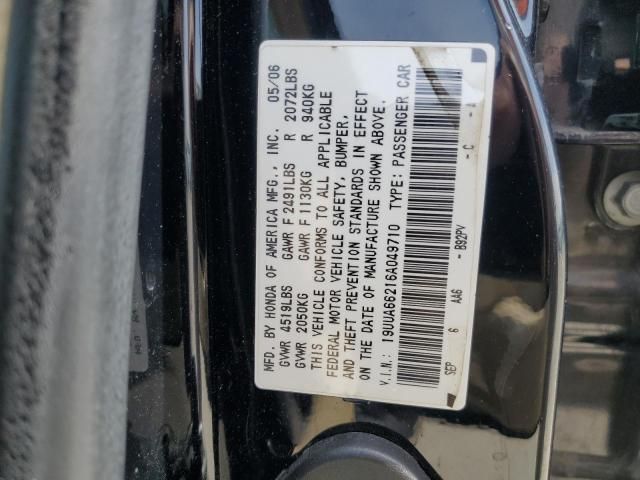 MFD. BY HONDA OF AMERICA MFG., INC. 05/06
GVWR 4519LBS GAWR F 2491LBS R 2072LBS
GVWR 2050KG GAWR F 1130KG R 940KG
THIS VEHICLE CONFORMS TO ALL APPLICABLE
FEDERAL MOTOR VEHICLE SAFETY, BUMPER,
AND THEFT PREVENTION STANDARDS IN EFFECT
ON THE DATE OF MANUFACTURE SHOWN ABOVE.
V.I.N.: 19UUA66216A049710 TYPE: PASSENGER CAR
SEP 6 AA6 - B92PV - C -